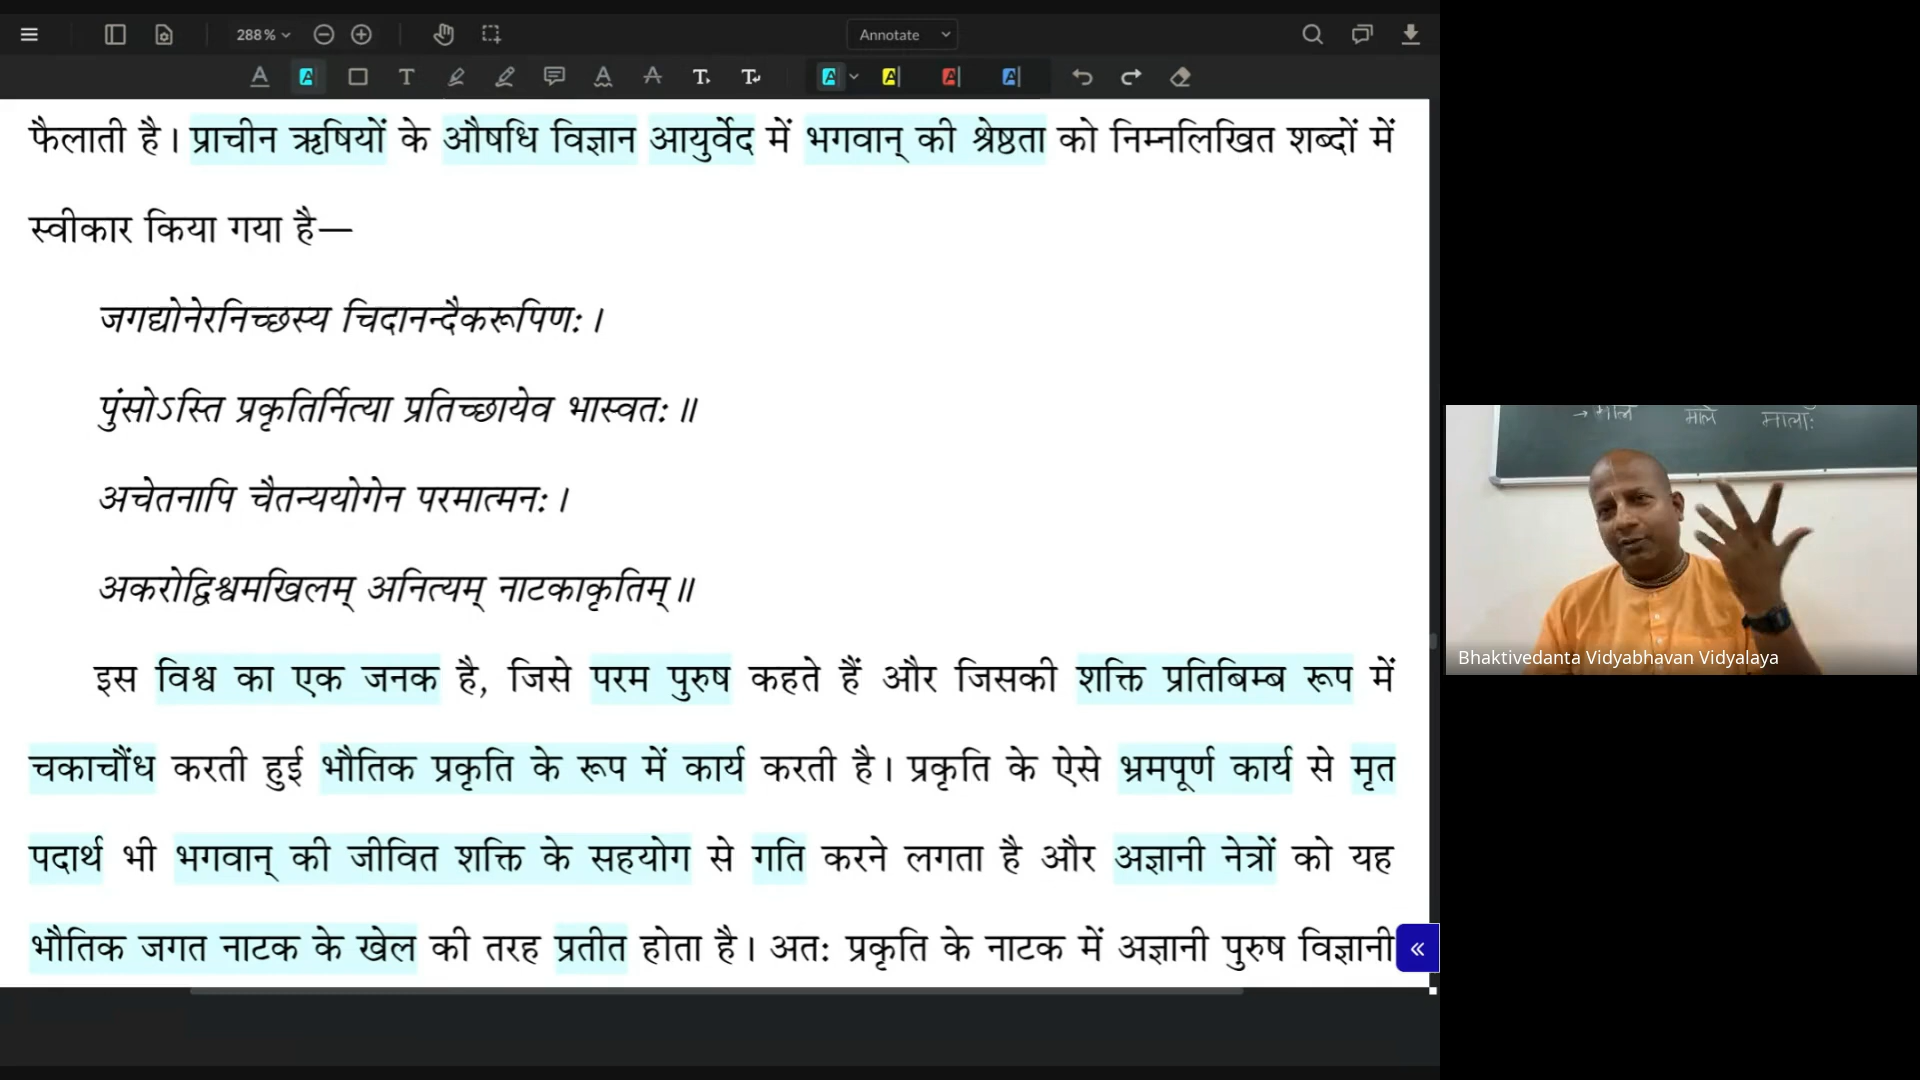 288%
Annotate
फैलाती है। प्राचीन ऋषियों के औषधि विज्ञान आयुर्वेद में भगवान् की श्रेष्ठता को निम्नलिखित शब्दों में
स्वीकार किया गया है—
जगद्योनेरनिच्छस्य चिदानन्दैकरूपिणः।
पुंसोऽस्ति प्रकृतिर्नित्या प्रतिच्छायेव भास्वतः॥
अचेतनापि चैतन्ययोगेन परमात्मनः।
अकरोद्विश्वमखिलम् अनित्यम् नाटकाकृतिम्॥
इस विश्व का एक जनक है, जिसे परम पुरुष कहते हैं और जिसकी शक्ति प्रतिबिम्ब रूप में
चकाचौंध करती हुई भौतिक प्रकृति के रूप में कार्य करती है। प्रकृति के ऐसे भ्रमपूर्ण कार्य से मृत
पदार्थ भी भगवान् की जीवित शक्ति के सहयोग से गति करने लगता है और अज्ञानी नेत्रों को यह
भौतिक जगत नाटक के खेल की तरह प्रतीत होता है। अतः प्रकृति के नाटक में अज्ञानी पुरुष विज्ञानी
माले मालाः
Bhaktivedanta Vidyabhavan Vidyalaya